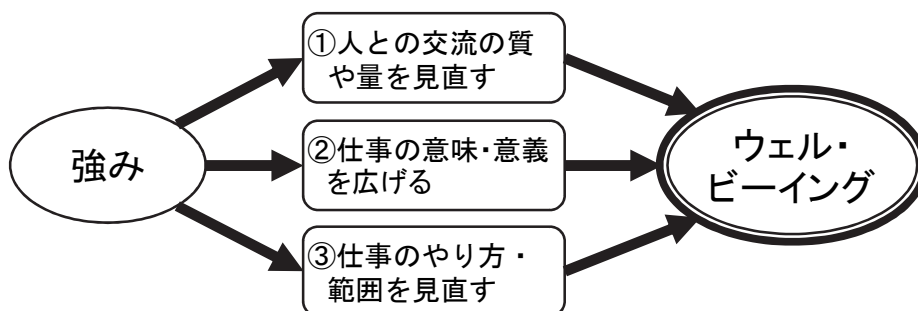 強み
①人との交流の質
や量を見直す
②仕事の意味・意義
を広げる
③仕事のやり方・
範囲を見直す
ウェル・
ビーイング